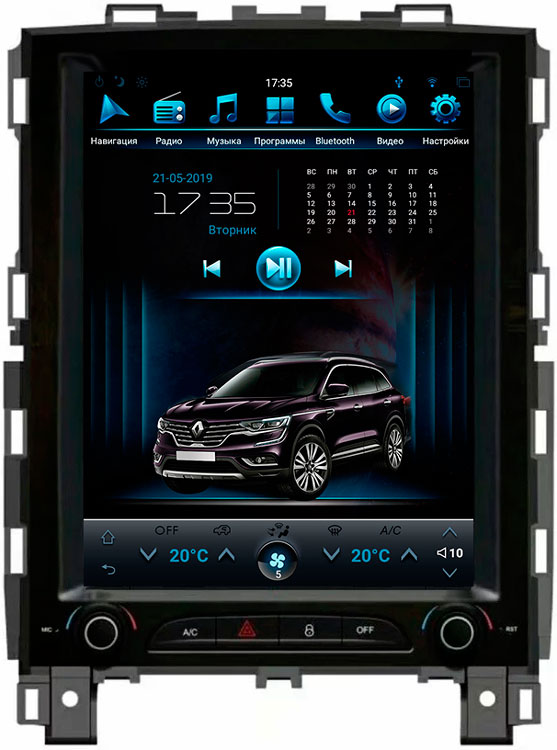 17:35
Навигация Радио Музыка Программы Bluetooth Видео Настройки
21-05-2019
17 35
Вторник
ВС ПН ВТ СР ЧТ ПТ СБ
28 29 30 1 2 3 4
5 6 7 8 9 10 11
12 13 14 15 16 17 18
19 20 21 22 23 24 25
26 27 28 29 30 31 1
2 3 4 5 6 7 8
OFF A/C
20°C 20°C 10
5
MIC A/C OFF RST